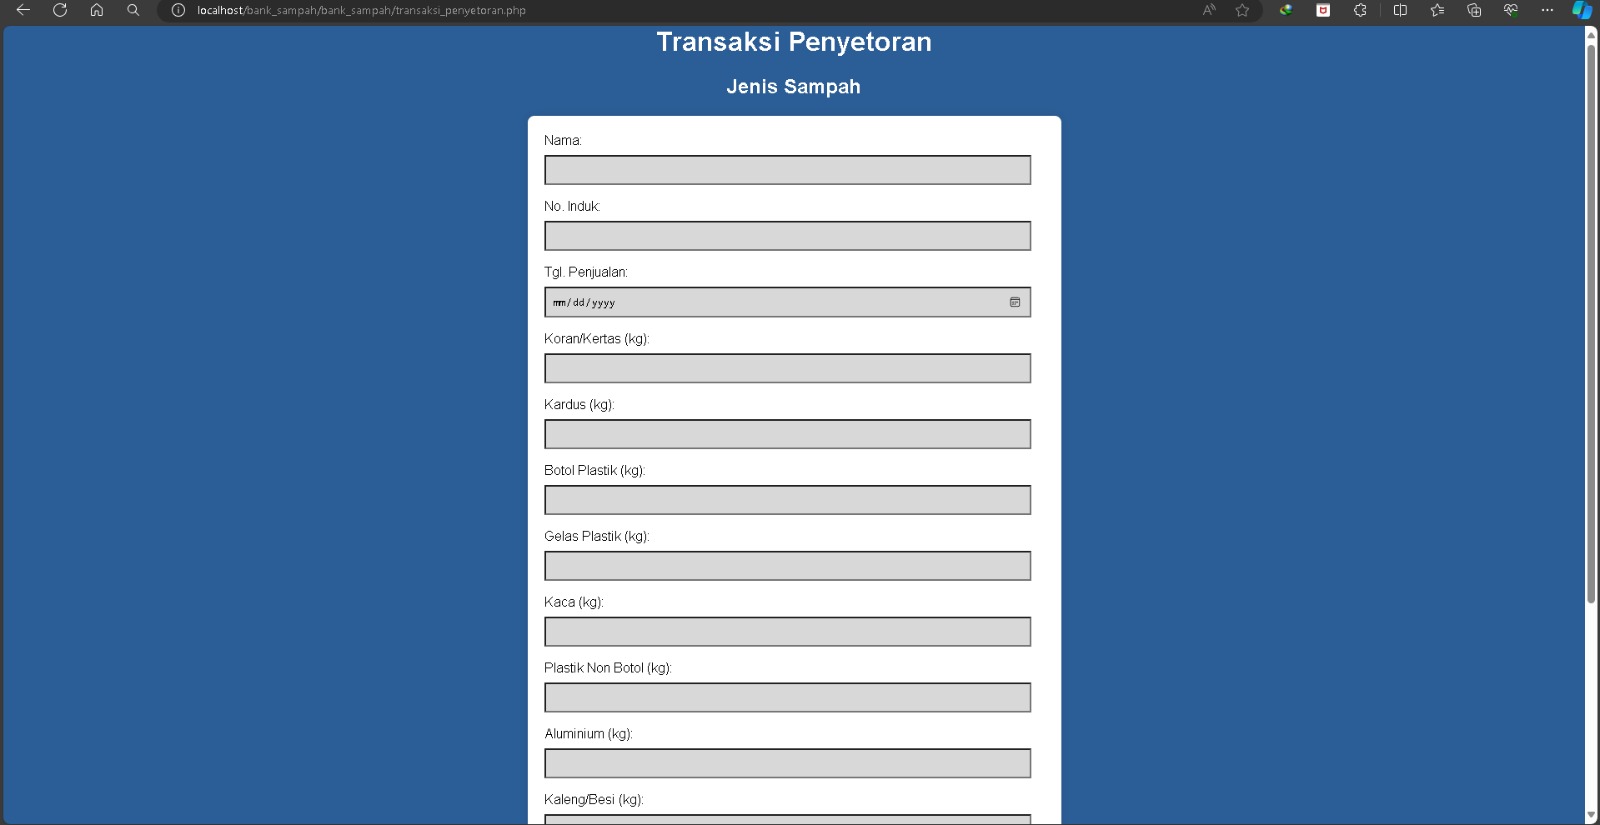 localhost/bank_sampah/bank_sampah/transaksi_penyetoran.php
Transaksi Penyetoran
Jenis Sampah
Nama:
No. Induk:
Tgl. Penjualan:
mm/dd/yyyy
Koran/Kertas (kg):
Kardus (kg):
Botol Plastik (kg):
Gelas Plastik (kg):
Kaca (kg):
Plastik Non Botol (kg):
Aluminium (kg):
Kaleng/Besi (kg):